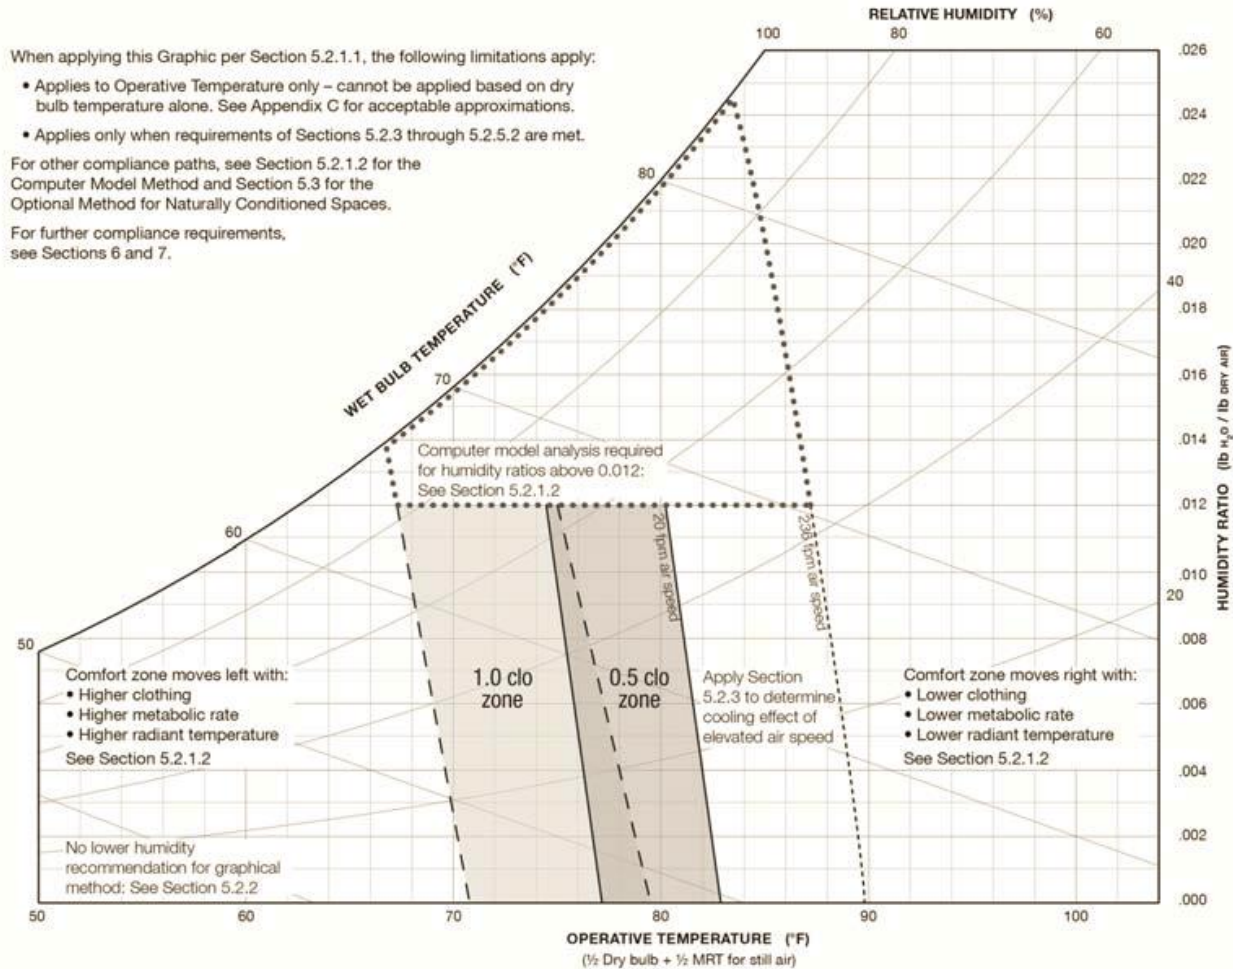 RELATIVE HUMIDITY (%)
100
80
60
When applying this Graphic per Section 5.2.1.1, the following limitations apply:
• Applies to Operative Temperature only – cannot be applied based on dry
bulb temperature alone. See Appendix C for acceptable approximations.
• Applies only when requirements of Sections 5.2.3 through 5.2.5.2 are met.
For other compliance paths, see Section 5.2.1.2 for the
Computer Model Method and Section 5.3 for the
Optional Method for Naturally Conditioned Spaces.
For further compliance requirements,
see Sections 6 and 7.
WET BULB TEMPERATURE (°F)
50
60
70
80
.026
.024
.022
.020
.018
.016
.014
.012
.010
.008
.006
.004
.002
.000
40
20
HUMIDITY RATIO (lb H2O / lb DRY AIR)
Computer model analysis required
for humidity ratios above 0.012:
See Section 5.2.1.2
20 fpm air speed
236 fpm air speed
Comfort zone moves left with:
• Higher clothing
• Higher metabolic rate
• Higher radiant temperature
See Section 5.2.1.2
1.0 clo
zone
0.5 clo
zone
Apply Section
5.2.3 to determine
cooling effect of
elevated air speed
Comfort zone moves right with:
• Lower clothing
• Lower metabolic rate
• Lower radiant temperature
See Section 5.2.1.2
No lower humidity
recommendation for graphical
method: See Section 5.2.2
50
60
70
80
90
100
OPERATIVE TEMPERATURE (°F)
(½ Dry bulb + ½ MRT for still air)